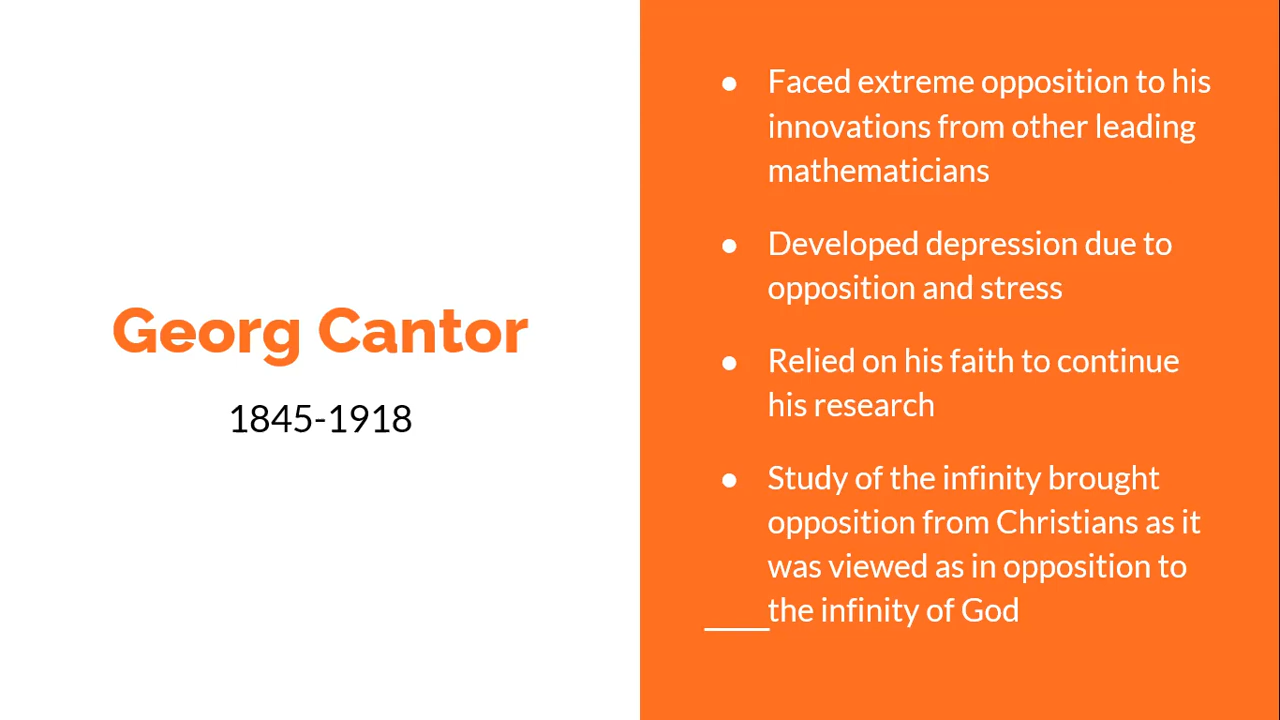 Georg Cantor
1845-1918
● Faced extreme opposition to his
innovations from other leading
mathematicians
● Developed depression due to
opposition and stress
● Relied on his faith to continue
his research
● Study of the infinity brought
opposition from Christians as it
was viewed as in opposition to
the infinity of God